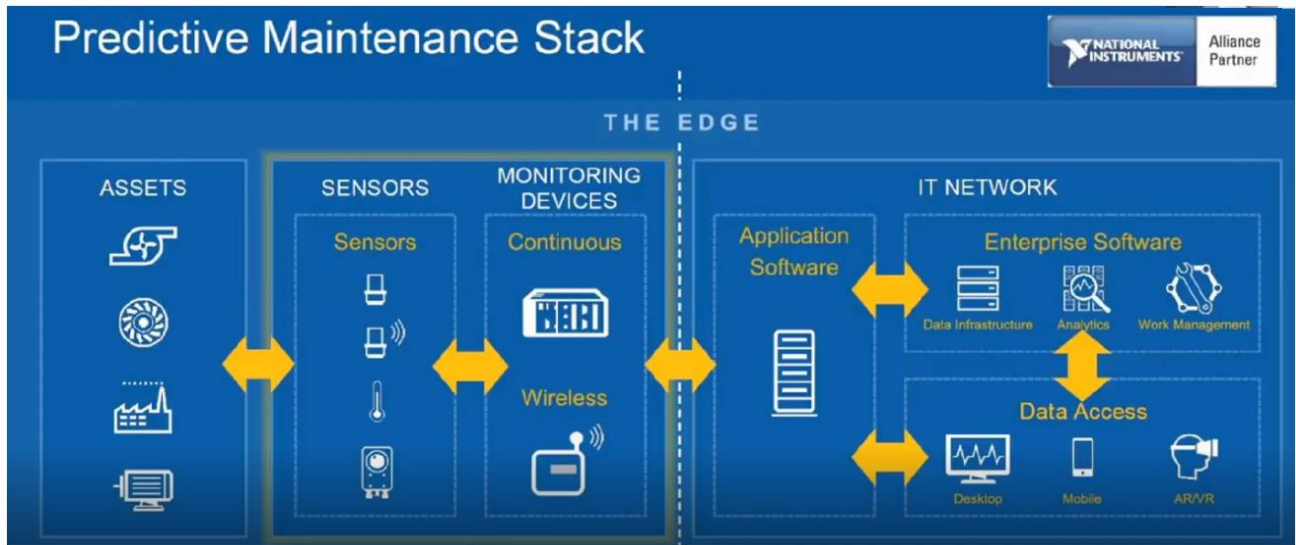 Predictive Maintenance Stack
NATIONAL
INSTRUMENTS
Alliance
Partner
THE EDGE
ASSETS
SENSORS
Sensors
MONITORING
DEVICES
Continuous
Wireless
IT NETWORK
Application
Software
Enterprise Software
Data Infrastructure
Analytics
Work Management
Data Access
Desktop
Mobile
AR/VR